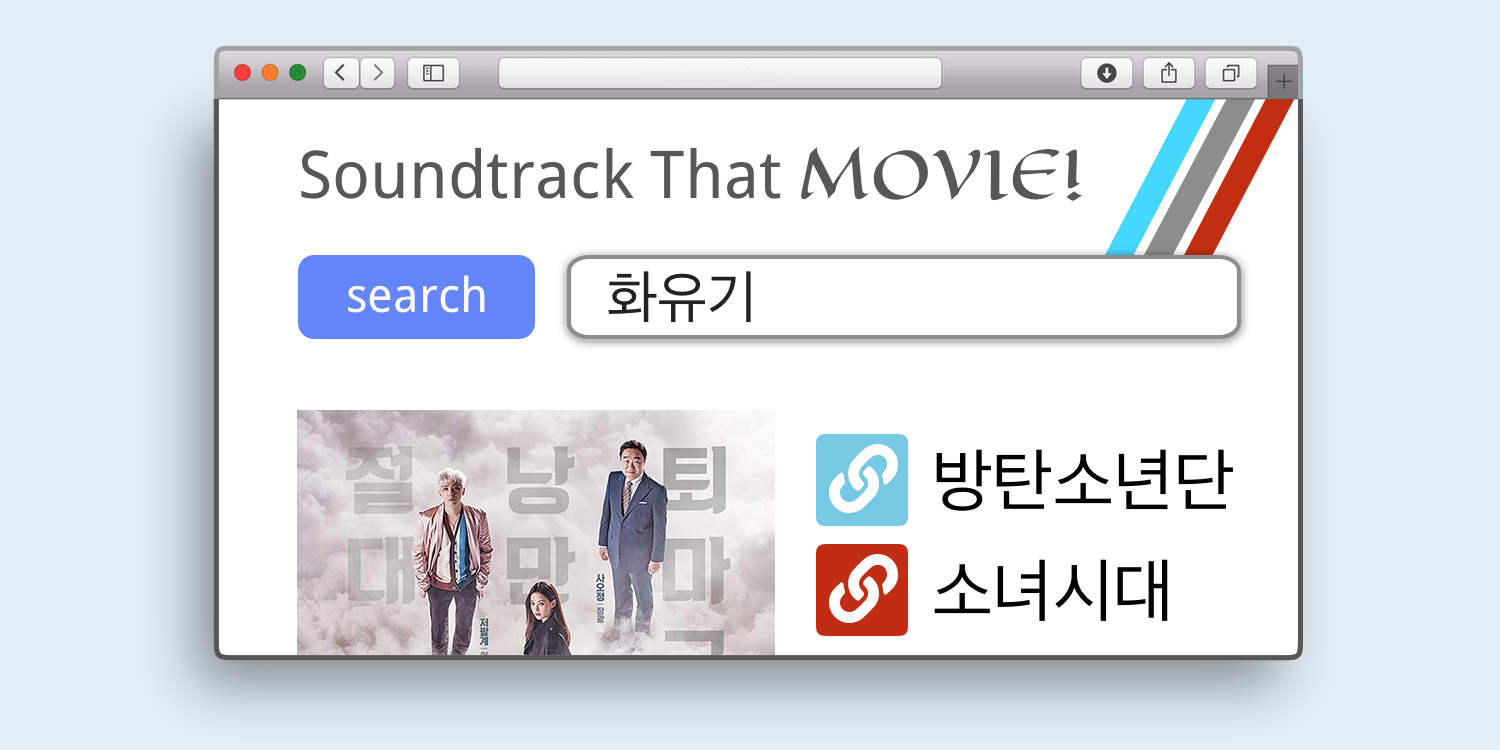 Soundtrack That MOVIE!
search
화유기
방탄소년단
소녀시대
절 낭 퇴
대 만 마
사오정
저팔계